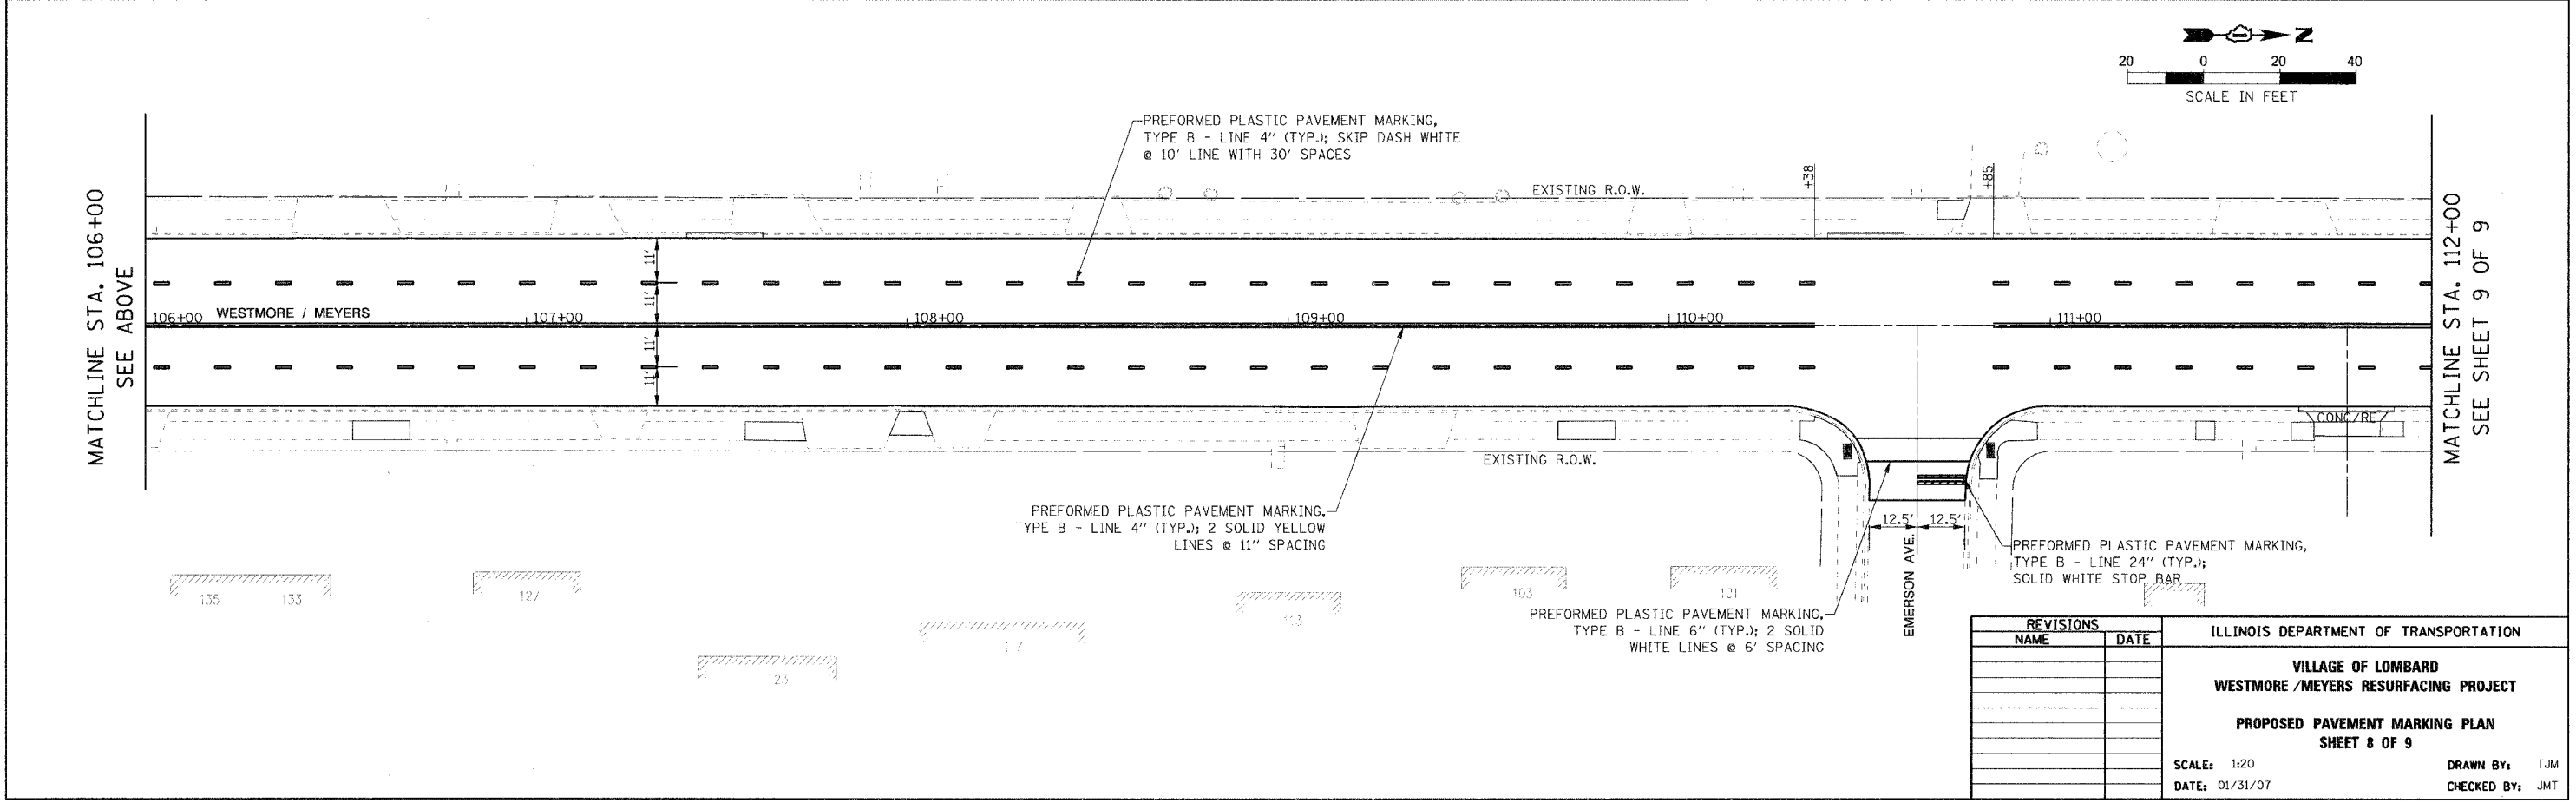 N
20 0 20 40
SCALE IN FEET
PREFORMED PLASTIC PAVEMENT MARKING,
TYPE B - LINE 4" (TYP.); SKIP DASH WHITE
@ 10' LINE WITH 30' SPACES
EXISTING R.O.W.
+38
+85
MATCHLINE STA. 106+00
SEE ABOVE
11'
11'
11'
11'
106+00 WESTMORE / MEYERS 107+00 108+00 109+00 110+00 111+00
MATCHLINE STA. 112+00
SEE SHEET 9 OF 9
CONC/RE
EXISTING R.O.W.
PREFORMED PLASTIC PAVEMENT MARKING,
TYPE B - LINE 4" (TYP.); 2 SOLID YELLOW
LINES @ 11" SPACING
12.5' 12.5'
EMERSON AVE.
PREFORMED PLASTIC PAVEMENT MARKING,
TYPE B - LINE 24" (TYP.);
SOLID WHITE STOP BAR
135 133
127
123
117
103
101
PREFORMED PLASTIC PAVEMENT MARKING,
TYPE B - LINE 6" (TYP.); 2 SOLID
WHITE LINES @ 6' SPACING
REVISIONS
NAME DATE
ILLINOIS DEPARTMENT OF TRANSPORTATION
VILLAGE OF LOMBARD
WESTMORE /MEYERS RESURFACING PROJECT
PROPOSED PAVEMENT MARKING PLAN
SHEET 8 OF 9
SCALE: 1:20 DRAWN BY: TJM
DATE: 01/31/07 CHECKED BY: JMT